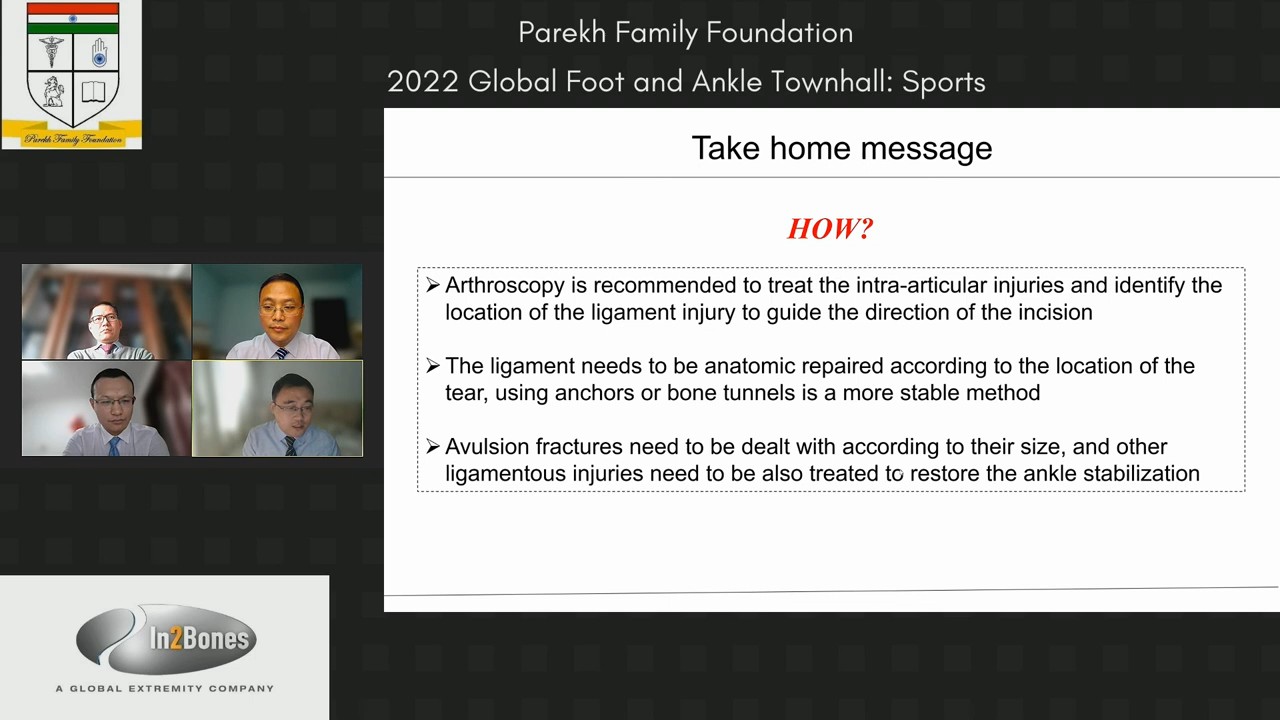 Parekh Family Foundation
2022 Global Foot and Ankle Townhall: Sports
Parekh Family Foundation
Take home message
HOW?
➢ Arthroscopy is recommended to treat the intra-articular injuries and identify the
location of the ligament injury to guide the direction of the incision
➢ The ligament needs to be anatomic repaired according to the location of the
tear, using anchors or bone tunnels is a more stable method
➢ Avulsion fractures need to be dealt with according to their size, and other
ligamentous injuries need to be also treated to restore the ankle stabilization
In2Bones
A GLOBAL EXTREMITY COMPANY